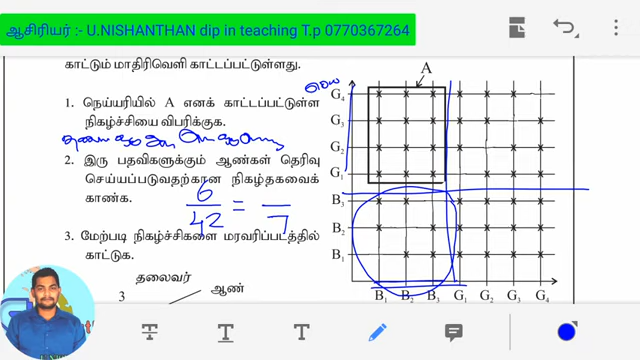 ஆசிரியர் :- U.NISHANTHAN dip in teaching T.p 0770367264
காட்டும் மாதிரிவெளி காட்டப்பட்டுள்ளது.
1. நெய்யரியில் A எனக் காட்டப்பட்டுள்ள
நிகழ்ச்சியை விபரிக்குக.
2. இரு பதவிகளுக்கும் ஆண்கள் தெரிவு
செய்யப்படுவதற்கான நிகழ்தகவைக்
காண்க.
6/42 = /7
3. மேற்படி நிகழ்ச்சிகளை மரவரிப்படத்தில்
காட்டுக.
தலைவர்
3
ஆண்
A
G4
G3
G2
G1
B3
B2
B1
B1 B2 B3 G1 G2 G3 G4